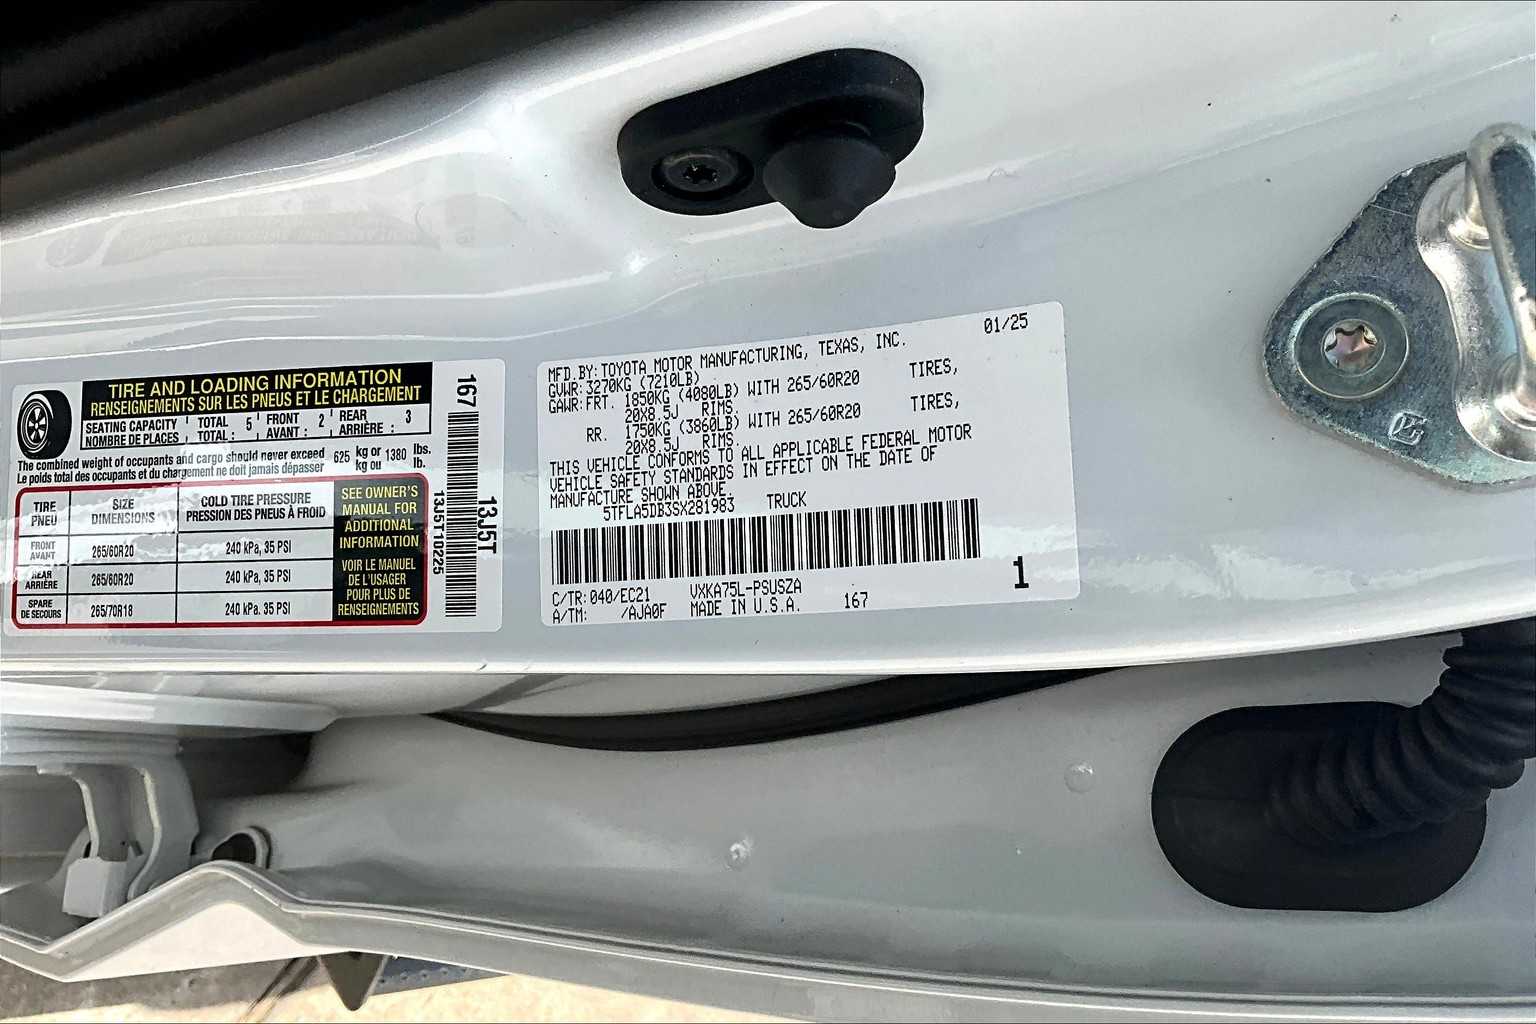 TIRE AND LOADING INFORMATION
RENSEIGNEMENTS SUR LES PNEUS ET LE CHARGEMENT
SEATING CAPACITY TOTAL 5 FRONT 2 REAR 3
NOMBRE DE PLACES TOTAL : AVANT : ARRIÈRE :
The combined weight of occupants and cargo should never exceed 625 kg or 1380 lbs.
Le poids total des occupants et du chargement ne doit jamais dépasser kg ou lb.
TIRE SIZE COLD TIRE PRESSURE
PNEU DIMENSIONS PRESSION DES PNEUS À FROID
FRONT
AVANT 265/60R20 240 kPa, 35 PSI
REAR
ARRIÈRE 265/60R20 240 kPa, 35 PSI
SPARE
DE SECOURS 265/70R18 240 kPa, 35 PSI
SEE OWNER'S
MANUAL FOR
ADDITIONAL
INFORMATION
VOIR LE MANUEL
DE L'USAGER
POUR PLUS DE
RENSEIGNEMENTS
167
13J5T10225
13J5T
MFD.BY:TOYOTA MOTOR MANUFACTURING, TEXAS, INC. 01/25
GVWR:3270KG (7210LB)
GAWR:FRT. 1850KG (4080LB) WITH 265/60R20 TIRES,
20X8.5J RIMS.
RR. 1750KG (3860LB) WITH 265/60R20 TIRES,
20X8.5J RIMS.
THIS VEHICLE CONFORMS TO ALL APPLICABLE FEDERAL MOTOR
VEHICLE SAFETY STANDARDS IN EFFECT ON THE DATE OF
MANUFACTURE SHOWN ABOVE.
5TFLA5DB3SX281983 TRUCK
C/TR:040/EC21 VXKA75L-PSUSZA
A/TM: /AJA0F MADE IN U.S.A. 167
1